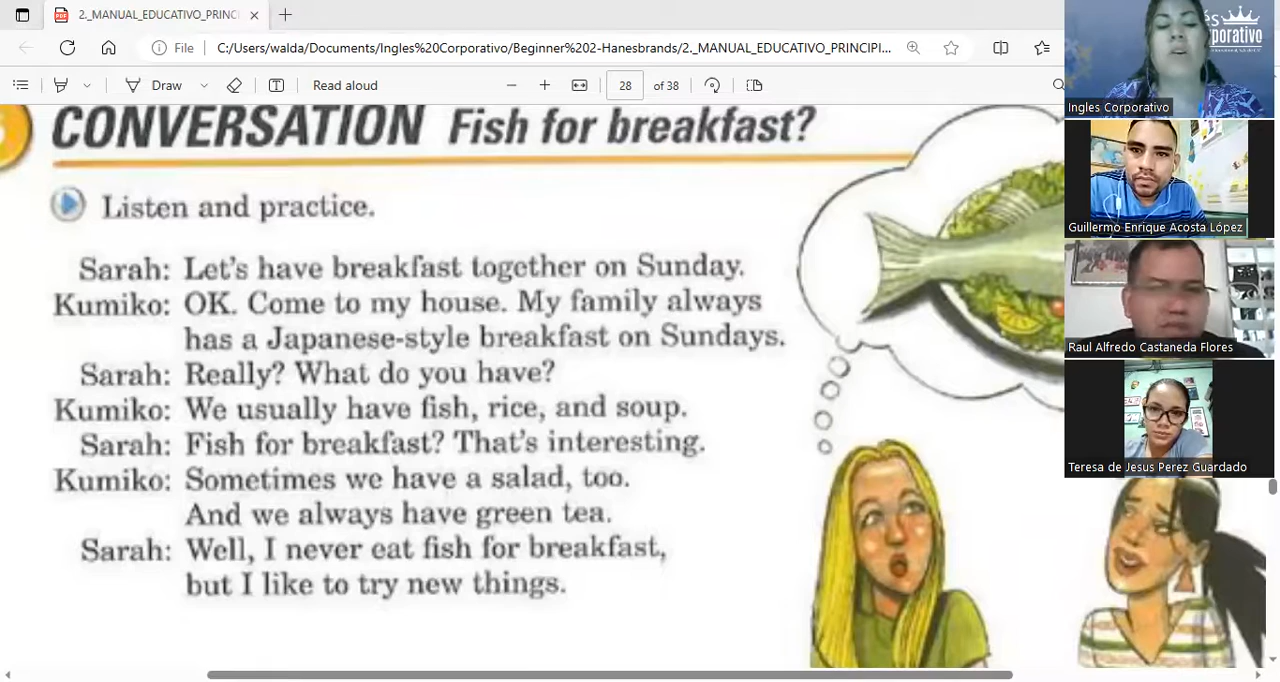 2._MANUAL_EDUCATIVO_PRINCI
File C:/Users/walda/Documents/Ingles%20Corporativo/Beginner%202-Hanesbrands/2._MANUAL_EDUCATIVO_PRINCIPI...
Draw Read aloud 28 of 38
CONVERSATION Fish for breakfast?
Listen and practice.
Sarah: Let's have breakfast together on Sunday.
Kumiko: OK. Come to my house. My family always
has a Japanese-style breakfast on Sundays.
Sarah: Really? What do you have?
Kumiko: We usually have fish, rice, and soup.
Sarah: Fish for breakfast? That's interesting.
Kumiko: Sometimes we have a salad, too.
And we always have green tea.
Sarah: Well, I never eat fish for breakfast,
but I like to try new things.
Ingles Corporativo
Guillermo Enrique Acosta López
Raul Alfredo Castaneda Flores
Teresa de Jesus Perez Guardado